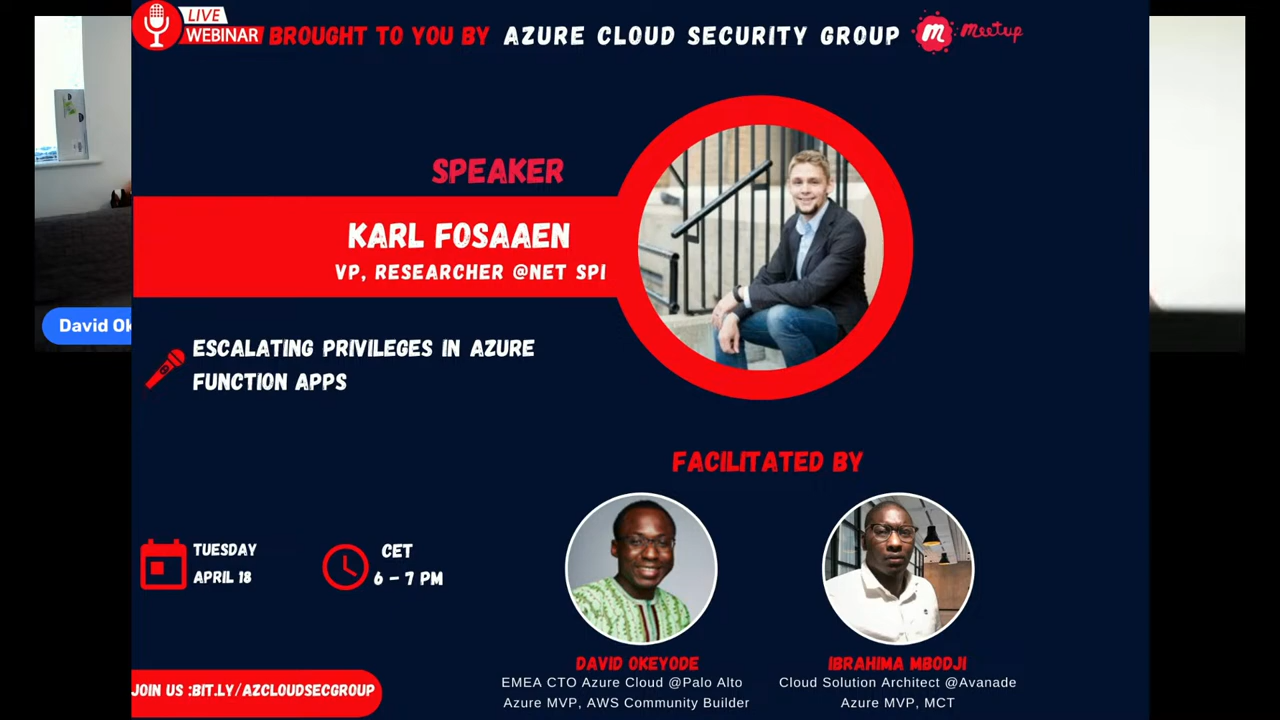 LIVE
WEBINAR
BROUGHT TO YOU BY AZURE CLOUD SECURITY GROUP
m meetup
SPEAKER
KARL FOSAAEN
VP, RESEARCHER @NET SPI
David Ok
ESCALATING PRIVILEGES IN AZURE
FUNCTION APPS
FACILITATED BY
TUESDAY
APRIL 18
CET
6 – 7 PM
DAVID OKEYODE
EMEA CTO Azure Cloud @Palo Alto
Azure MVP, AWS Community Builder
IBRAHIMA MBODJI
Cloud Solution Architect @Avanade
Azure MVP, MCT
JOIN US :BIT.LY/AZCLOUDSECGROUP